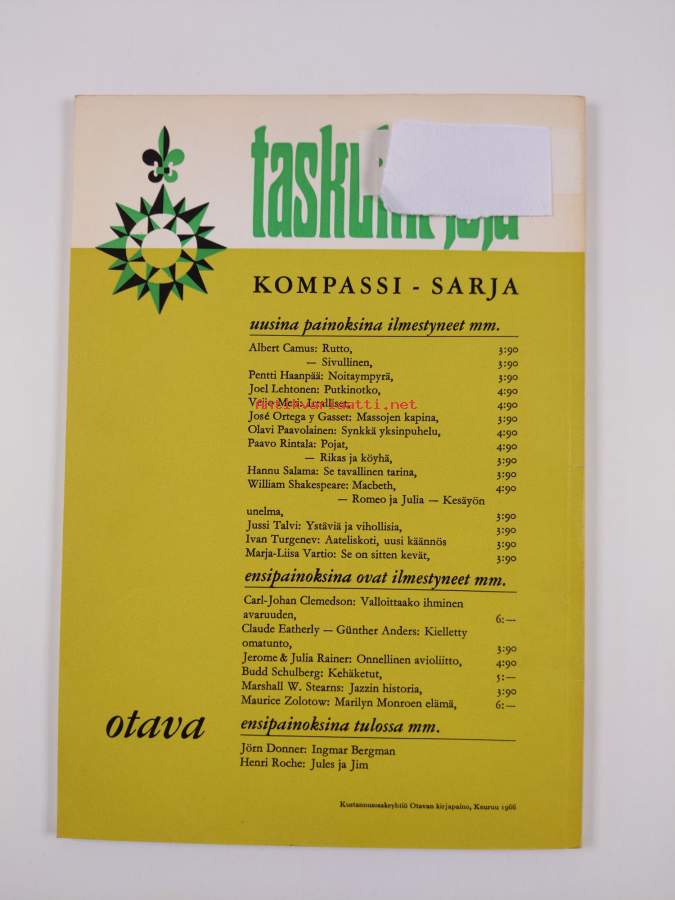 KOMPASSI - SARJA
uusina painoksina ilmestyneet mm.
Albert Camus: Rutto, 3:90
— Sivullinen, 3:90
Pentti Haanpää: Noitaympyrä, 3:90
Joel Lehtonen: Putkinotko, 4:90
Veijo Meri: Irralliset, 4:90
antikvariaatti.net
José Ortega y Gasset: Massojen kapina, 3:90
Olavi Paavolainen: Synkkä yksinpuhelu, 4:90
Paavo Rintala: Pojat, 4:90
— Rikas ja köyhä, 3:90
Hannu Salama: Se tavallinen tarina, 3:90
William Shakespeare: Macbeth, 4:90
— Romeo ja Julia — Kesäyön
unelma, 3:90
Jussi Talvi: Ystäviä ja vihollisia, 3:90
Ivan Turgenev: Aateliskoti, uusi käännös 3:90
Marja-Liisa Vartio: Se on sitten kevät, 3:90
ensipainoksina ovat ilmestyneet mm.
Carl-Johan Clemedson: Valloittaako ihminen
avaruuden, 6:—
Claude Eatherly — Günther Anders: Kielletty
omatunto, 3:90
Jerome & Julia Rainer: Onnellinen avioliitto, 4:90
Budd Schulberg: Kehäketut, 5:—
Marshall W. Stearns: Jazzin historia, 3:90
Maurice Zolotow: Marilyn Monroen elämä, 6:—
otava
ensipainoksina tulossa mm.
Jörn Donner: Ingmar Bergman
Henri Roche: Jules ja Jim
Kustannusosakeyhtiö Otavan kirjapaino, Keuruu 1966